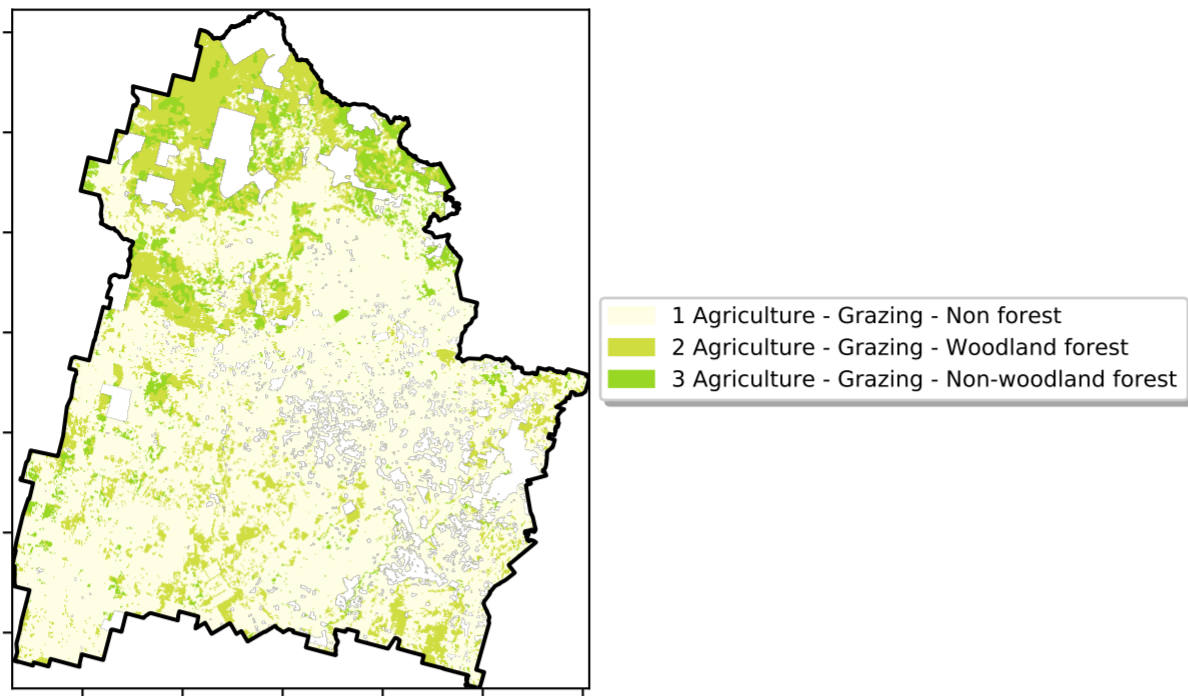 1 Agriculture - Grazing - Non forest
2 Agriculture - Grazing - Woodland forest
3 Agriculture - Grazing - Non-woodland forest